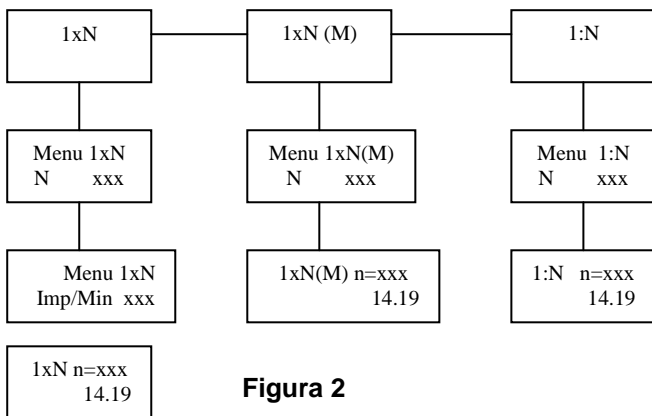 1xN
1xN (M)
1:N
Menu 1xN
N xxx
Menu 1xN(M)
N xxx
Menu 1:N
N xxx
Menu 1xN
Imp/Min xxx
1xN(M) n=xxx
14.19
1:N n=xxx
14.19
1xN n=xxx
14.19
Figura 2